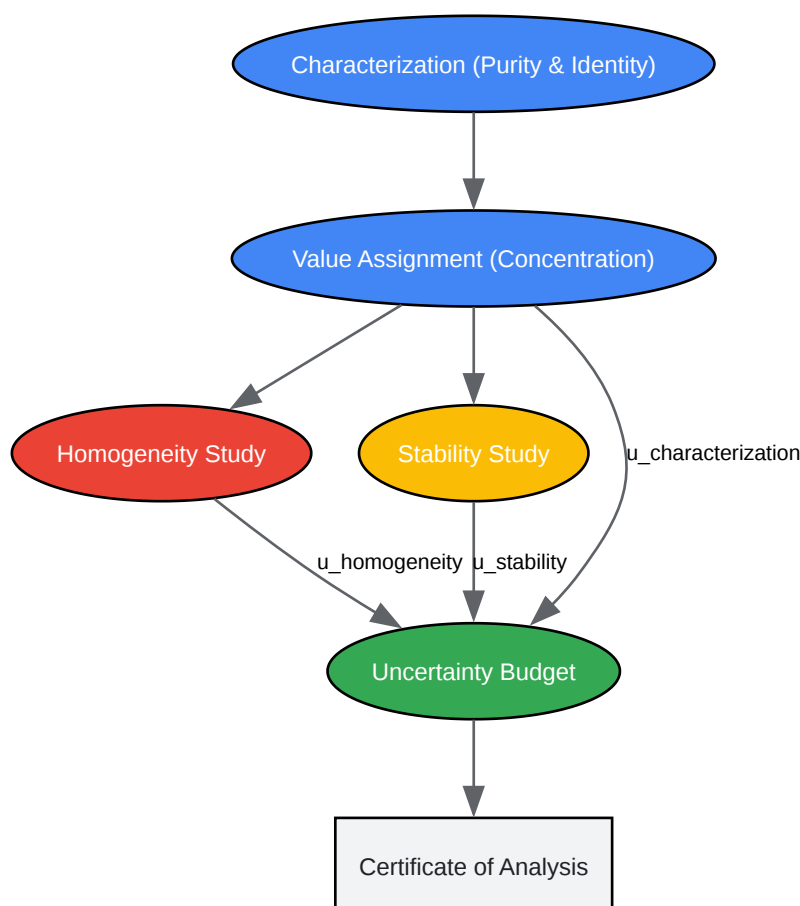 Characterization (Purity & Identity)
Value Assignment (Concentration)
Homogeneity Study
Stability Study
u_characterization
u_homogeneity
u_stability
Uncertainty Budget
Certificate of Analysis